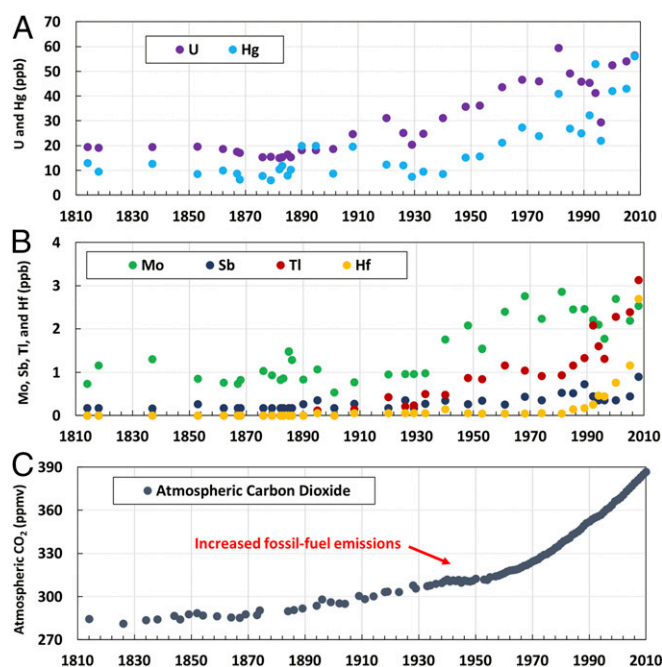 A
U and Hg (ppb)
70
60
50
40
30
20
10
0
U Hg
1810 1830 1850 1870 1890 1910 1930 1950 1970 1990 2010
B
Mo, Sb, Tl, and Hf (ppb)
4
3
2
1
0
Mo Sb Tl Hf
1810 1830 1850 1870 1890 1910 1930 1950 1970 1990 2010
C
Atmospheric CO₂ (ppmv)
390
360
330
300
270
Atmospheric Carbon Dioxide
Increased fossil-fuel emissions
1810 1830 1850 1870 1890 1910 1930 1950 1970 1990 2010